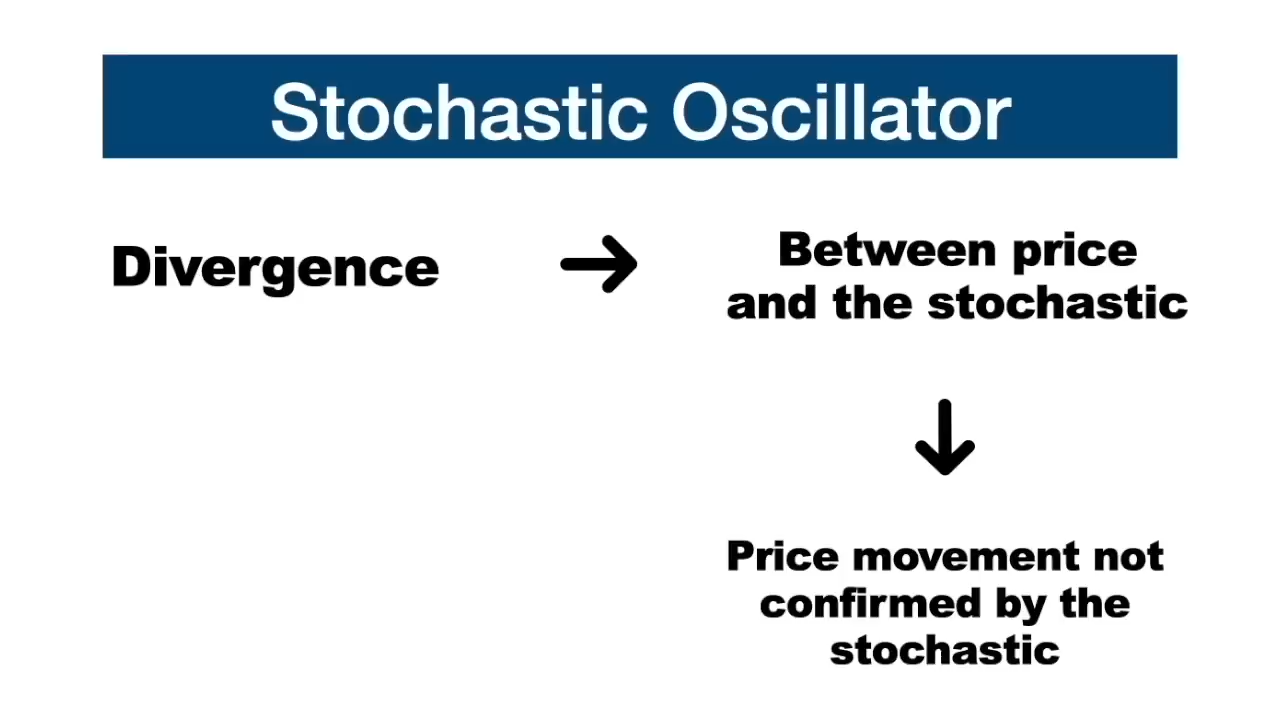 Stochastic Oscillator
Divergence
Between price
and the stochastic
Price movement not
confirmed by the
stochastic